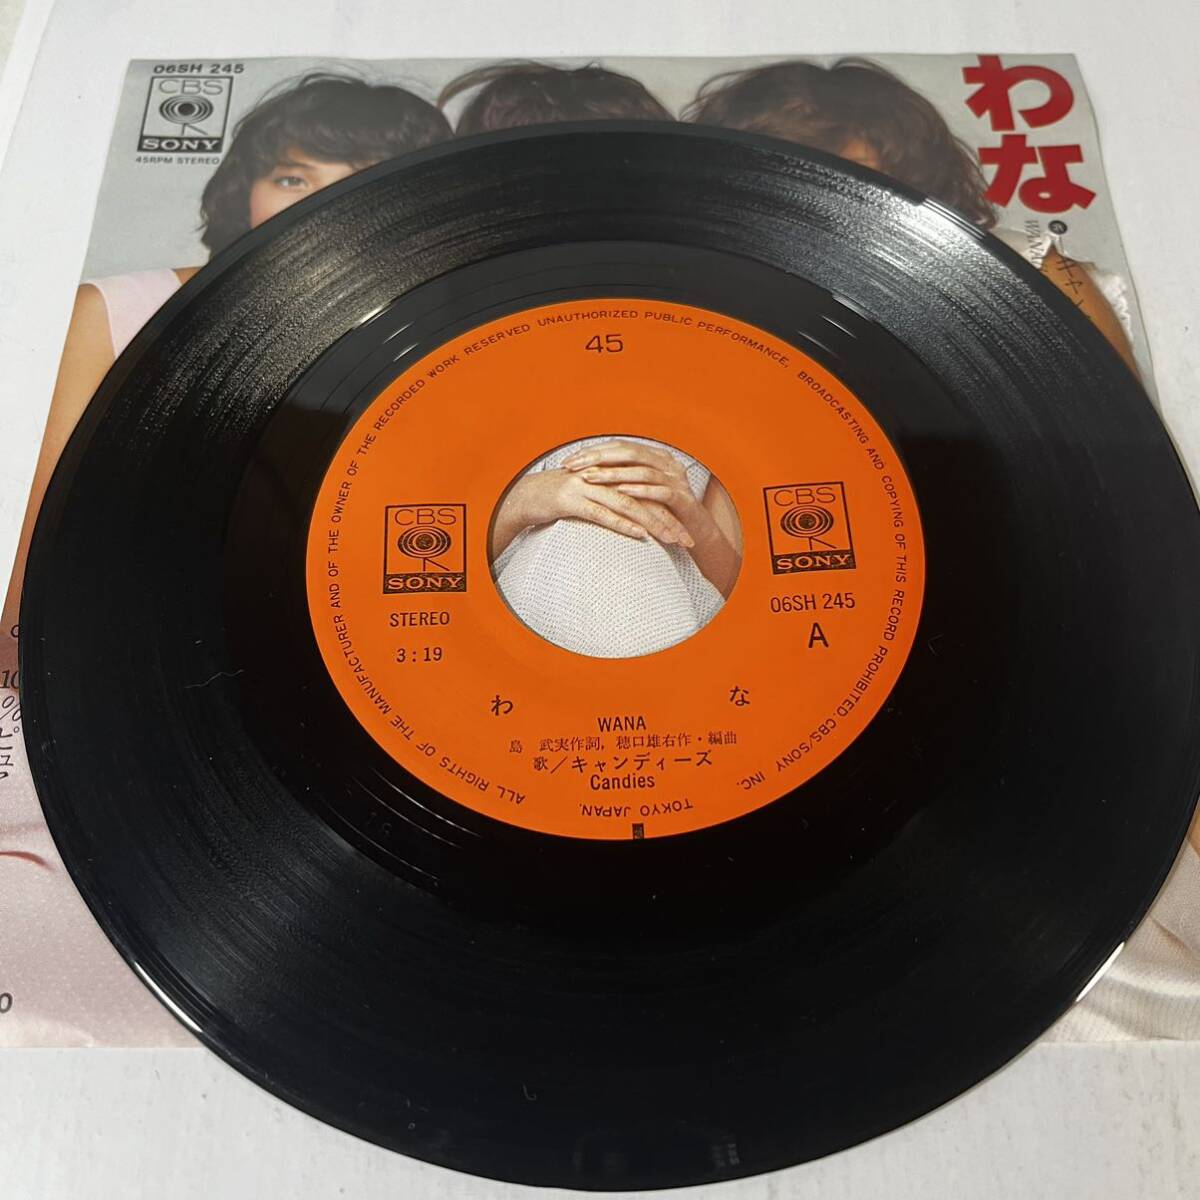 06SH 245
CBS
SONY
45RPM STEREO
わな
WANA
ALL RIGHTS OF THE MANUFACTURER AND OF THE OWNER OF THE RECORDED WORK RESERVED UNAUTHORIZED PUBLIC PERFORMANCE, BROADCASTING AND COPYING OF THIS RECORD PROHIBITED. CBS/SONY INC. TOKYO JAPAN.
45
CBS
SONY
STEREO
3:19
CBS
SONY
06SH 245
A
わ な
WANA
島 武実作詞, 穂口雄右作・編曲
歌/キャンディーズ
Candies